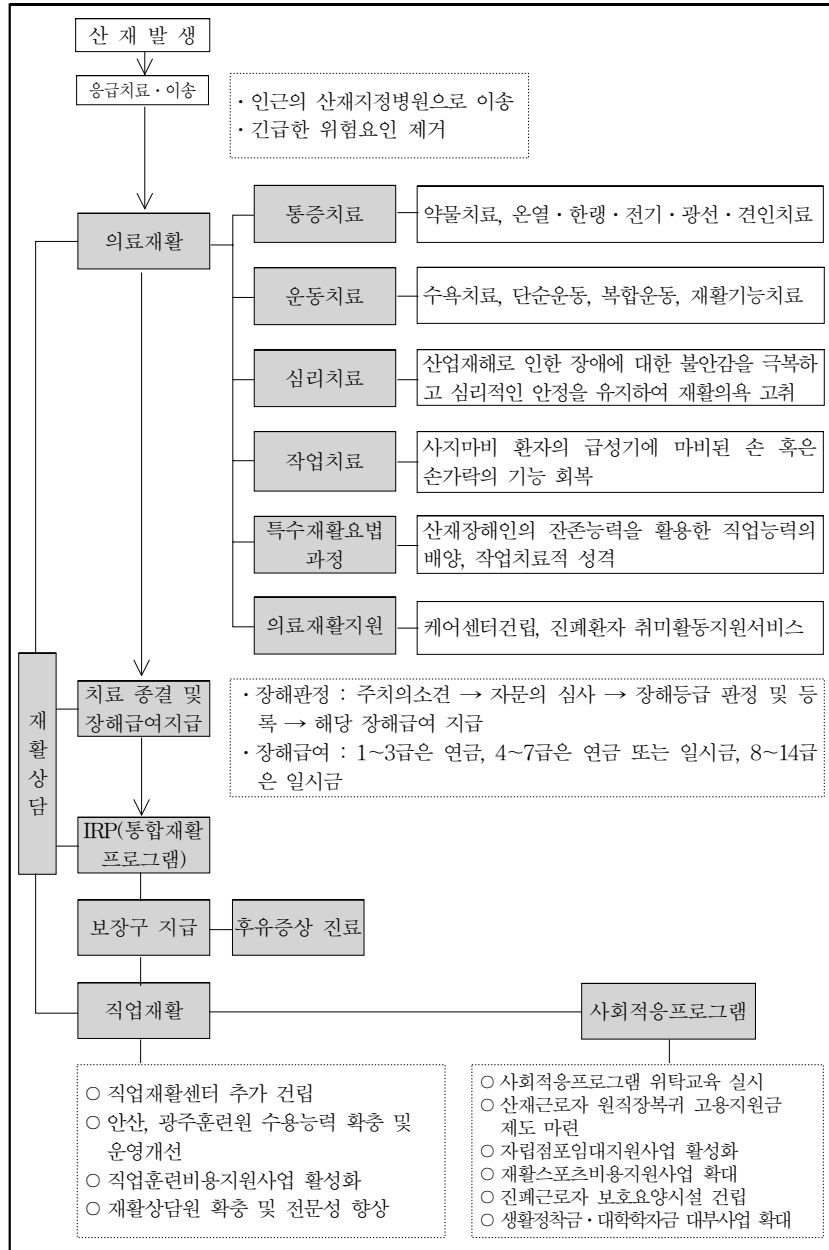 산 재 발 생
응급치료·이송
· 인근의 산재지정병원으로 이송
· 긴급한 위험요인 제거
의료재활
통증치료
약물치료, 온열·한랭·전기·광선·견인치료
운동치료
수욕치료, 단순운동, 복합운동, 재활기능치료
심리치료
산업재해로 인한 장애에 대한 불안감을 극복하
고 심리적인 안정을 유지하여 재활의욕 고취
작업치료
사지마비 환자의 급성기에 마비된 손 혹은
손가락의 기능 회복
특수재활요법
과정
산재장해인의 잔존능력을 활용한 직업능력의
배양, 작업치료적 성격
의료재활지원
케어센터건립, 진폐환자 취미활동지원서비스
재
활
상
담
치료 종결 및
장해급여지급
· 장해판정 : 주치의소견 → 자문의 심사 → 장해등급 판정 및 등
록 → 해당 장해급여 지급
· 장해급여 : 1~3급은 연금, 4~7급은 연금 또는 일시금, 8~14급
은 일시금
IRP(통합재활
프로그램)
보장구 지급
후유증상 진료
직업재활
사회적응프로그램
○ 직업재활센터 추가 건립
○ 안산, 광주훈련원 수용능력 확충 및
운영개선
○ 직업훈련비용지원사업 활성화
○ 재활상담원 확충 및 전문성 향상
○ 사회적응프로그램 위탁교육 실시
○ 산재근로자 원직장복귀 고용지원금
제도 마련
○ 자립점포임대지원사업 활성화
○ 재활스포츠비용지원사업 확대
○ 진폐근로자 보호요양시설 건립
○ 생활정착금·대학학자금 대부사업 확대